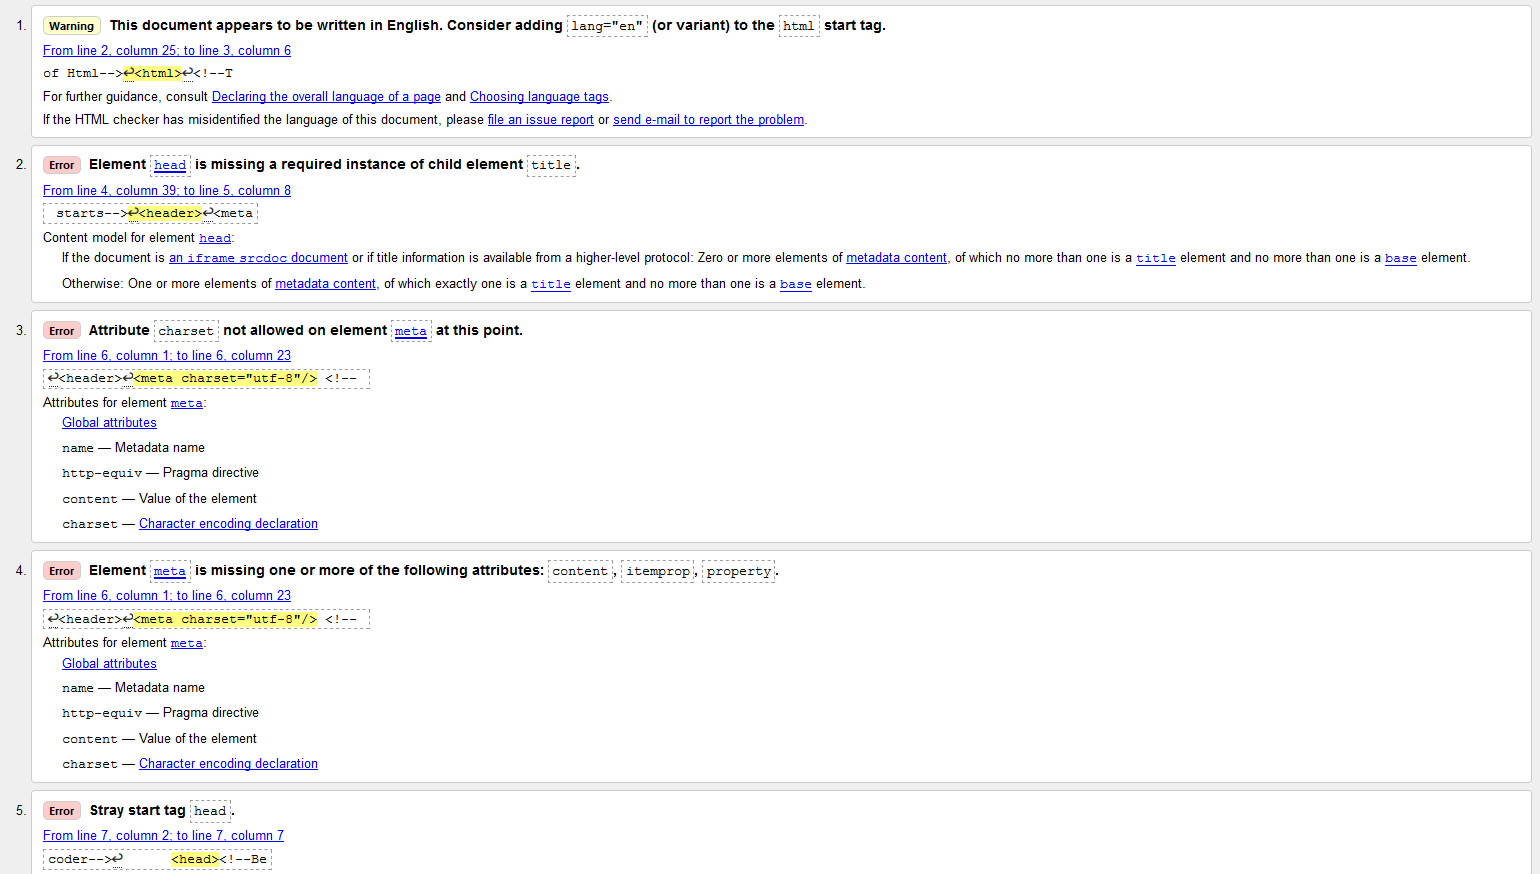 1. Warning This document appears to be written in English. Consider adding lang="en" (or variant) to the html start tag.
From line 2, column 25; to line 3, column 6
of Html-->↩<html>↩<!--T
For further guidance, consult Declaring the overall language of a page and Choosing language tags.
If the HTML checker has misidentified the language of this document, please file an issue report or send e-mail to report the problem.
2. Error Element head is missing a required instance of child element title.
From line 4, column 39; to line 5, column 8
starts-->↩<header>↩<meta
Content model for element head:
If the document is an iframe srcdoc document or if title information is available from a higher-level protocol: Zero or more elements of metadata content, of which no more than one is a title element and no more than one is a base element.
Otherwise: One or more elements of metadata content, of which exactly one is a title element and no more than one is a base element.
3. Error Attribute charset not allowed on element meta at this point.
From line 6, column 1; to line 6, column 23
↩<header>↩<meta charset="utf-8"/> <!--
Attributes for element meta:
Global attributes
name — Metadata name
http-equiv — Pragma directive
content — Value of the element
charset — Character encoding declaration
4. Error Element meta is missing one or more of the following attributes: content, itemprop, property.
From line 6, column 1; to line 6, column 23
↩<header>↩<meta charset="utf-8"/> <!--
Attributes for element meta:
Global attributes
name — Metadata name
http-equiv — Pragma directive
content — Value of the element
charset — Character encoding declaration
5. Error Stray start tag head.
From line 7, column 2; to line 7, column 7
coder-->↩ <head><!--Be